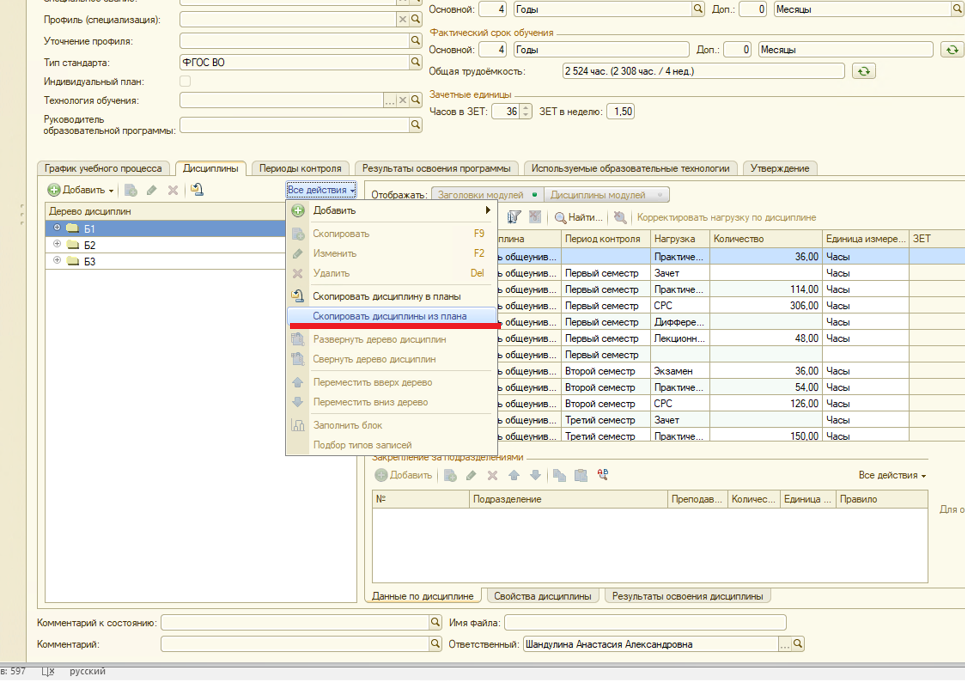 Специальное звание:
Профиль (специализация):
Уточнение профиля:
Тип стандарта: ФГОС ВО
Индивидуальный план:
Технология обучения: ...
Руководитель
образовательной программы:
Основной: 4 Годы Доп.: 0 Месяцы
Фактический срок обучения
Основной: 4 Годы Доп.: 0 Месяцы
Общая трудоёмкость: 2 524 час. (2 308 час. / 4 нед.)
Зачетные единицы
Часов в ЗЕТ: 36 ЗЕТ в неделю: 1,50
График учебного процесса Дисциплины Периоды контроля Результаты освоения программы Используемые образовательные технологии Утверждение
Добавить Все действия
Дерево дисциплин
Б1
Б2
Б3
Добавить
Скопировать F9
Изменить F2
Удалить Del
Скопировать дисциплину в планы
Скопировать дисциплины из плана
Развернуть дерево дисциплин
Свернуть дерево дисциплин
Переместить вверх дерево
Переместить вниз дерево
Заполнить блок
Подбор типов записей
Отображать: Заголовки модулей Дисциплины модулей
Найти... Корректировать нагрузку по дисциплине
плина Период контроля Нагрузка Количество Единица измере... ЗЕТ
ь общеунив... Практиче... 36,00 Часы
ь общеунив... Первый семестр Зачет Часы
ь общеунив... Первый семестр Практиче... 114,00 Часы
ь общеунив... Первый семестр СРС 306,00 Часы
ь общеунив... Первый семестр Диффере... Часы
ь общеунив... Первый семестр Лекционн... 48,00 Часы
ь общеунив... Первый семестр Часы
ь общеунив... Второй семестр Экзамен 36,00 Часы
ь общеунив... Второй семестр Практиче... 54,00 Часы
ь общеунив... Второй семестр СРС 126,00 Часы
ь общеунив... Третий семестр Зачет Часы
ь общеунив... Третий семестр Практиче... 150,00 Часы
Закрепление за подразделениями
Добавить Все действия
№ Подразделение Преподав... Количес... Единица ... Правило
Для о
Данные по дисциплине Свойства дисциплины Результаты освоения дисциплины
Комментарий к состоянию: Имя файла:
Комментарий: Ответственный: Шандулина Анастасия Александровна ...
в: 597 русский